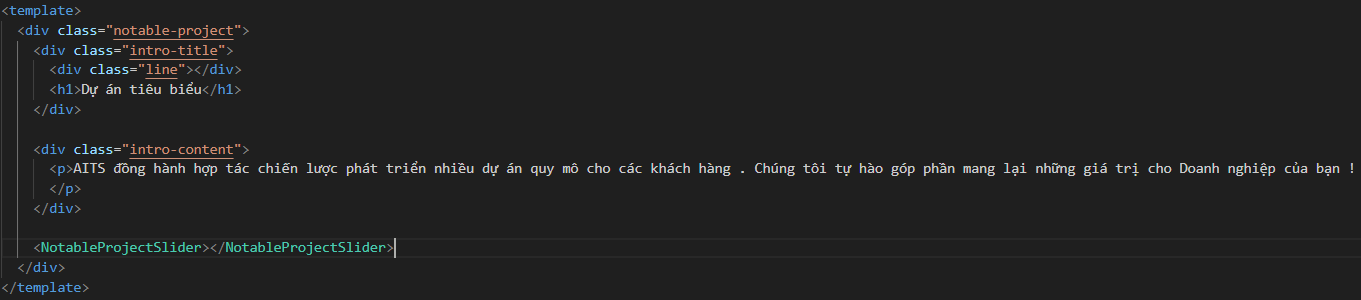 <template>
  <div class="notable-project">
    <div class="intro-title">
      <div class="line"></div>
      <h1>Dự án tiêu biểu</h1>
    </div>

    <div class="intro-content">
      <p>AITS đồng hành hợp tác chiến lược phát triển nhiều dự án quy mô cho các khách hàng . Chúng tôi tự hào góp phần mang lại những giá trị cho Doanh nghiệp của bạn !
      </p>
    </div>

    <NotableProjectSlider></NotableProjectSlider>
  </div>
</template>